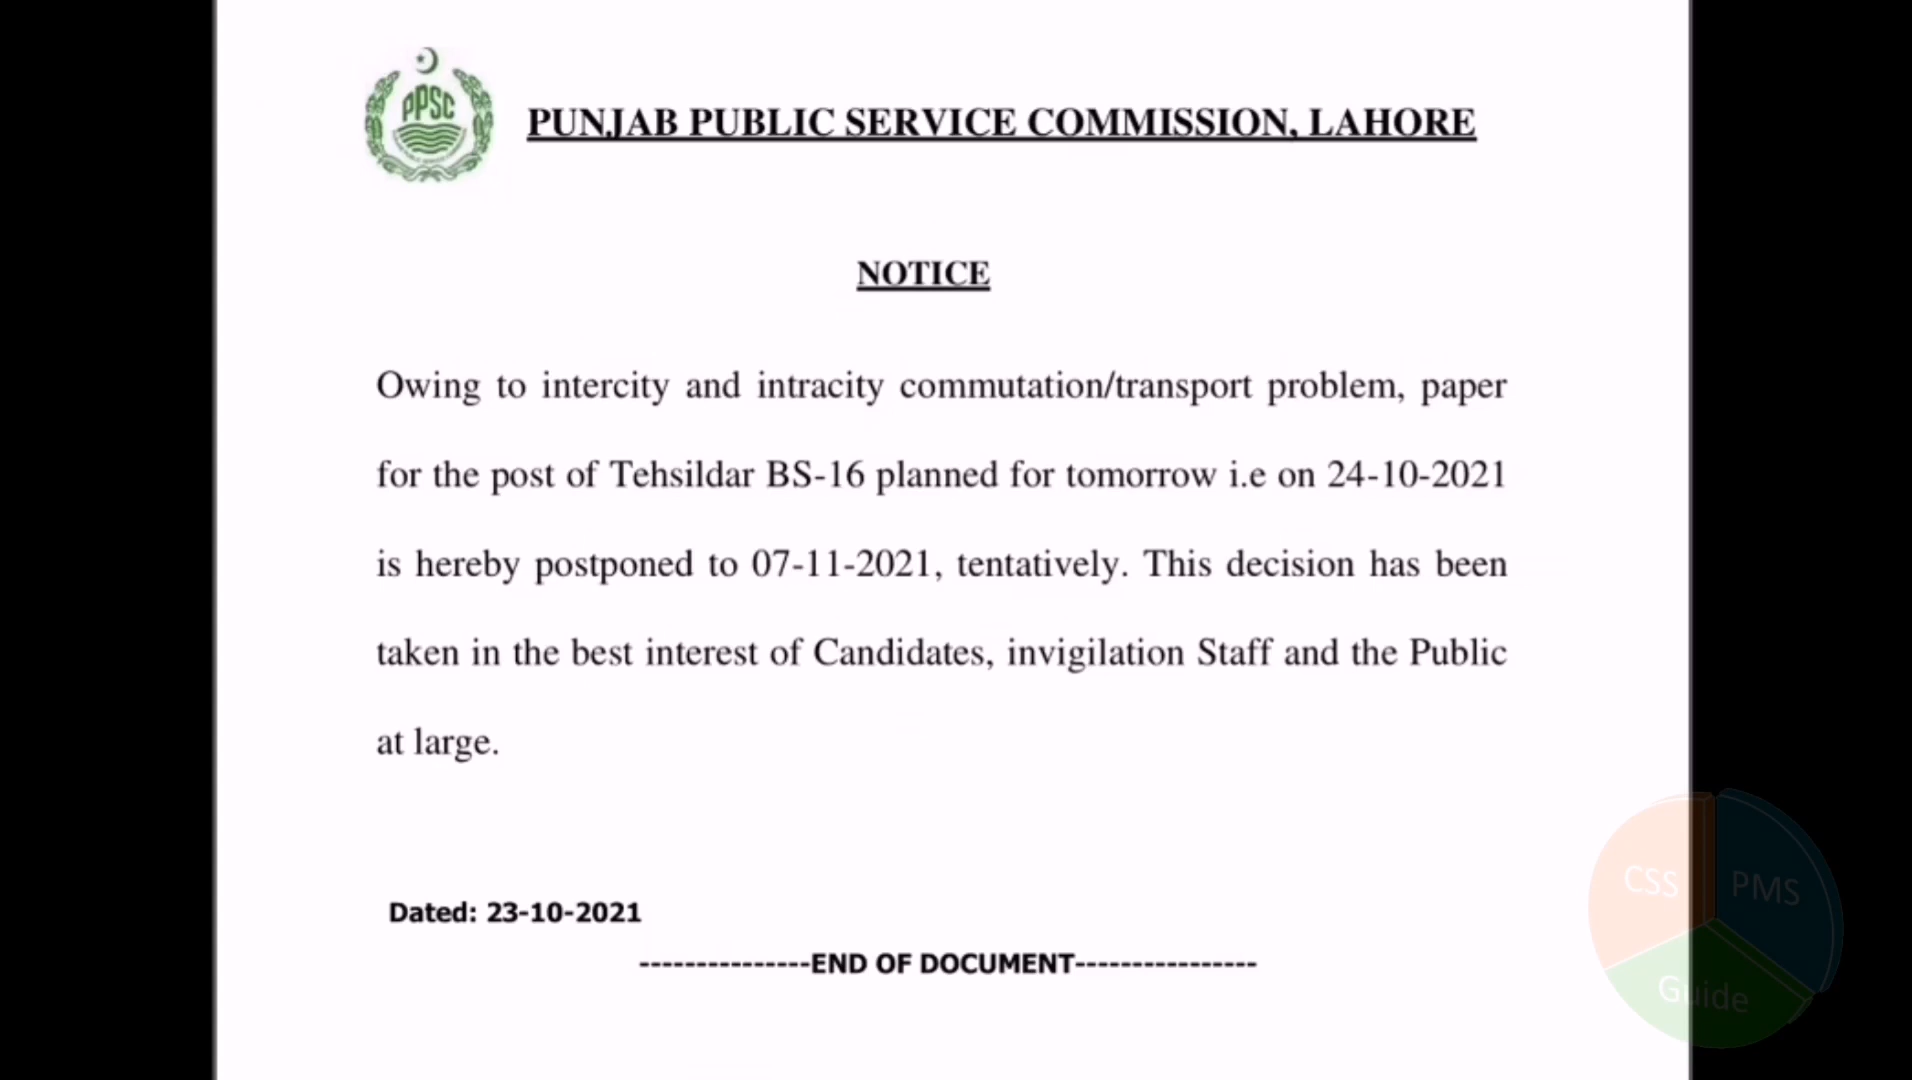 PPSC
PUNJAB PUBLIC SERVICE COMMISSION, LAHORE
NOTICE
Owing to intercity and intracity commutation/transport problem, paper
for the post of Tehsildar BS-16 planned for tomorrow i.e on 24-10-2021
is hereby postponed to 07-11-2021, tentatively. This decision has been
taken in the best interest of Candidates, invigilation Staff and the Public
at large.
Dated: 23-10-2021
---------------END OF DOCUMENT----------------
CSS
PMS
Guide